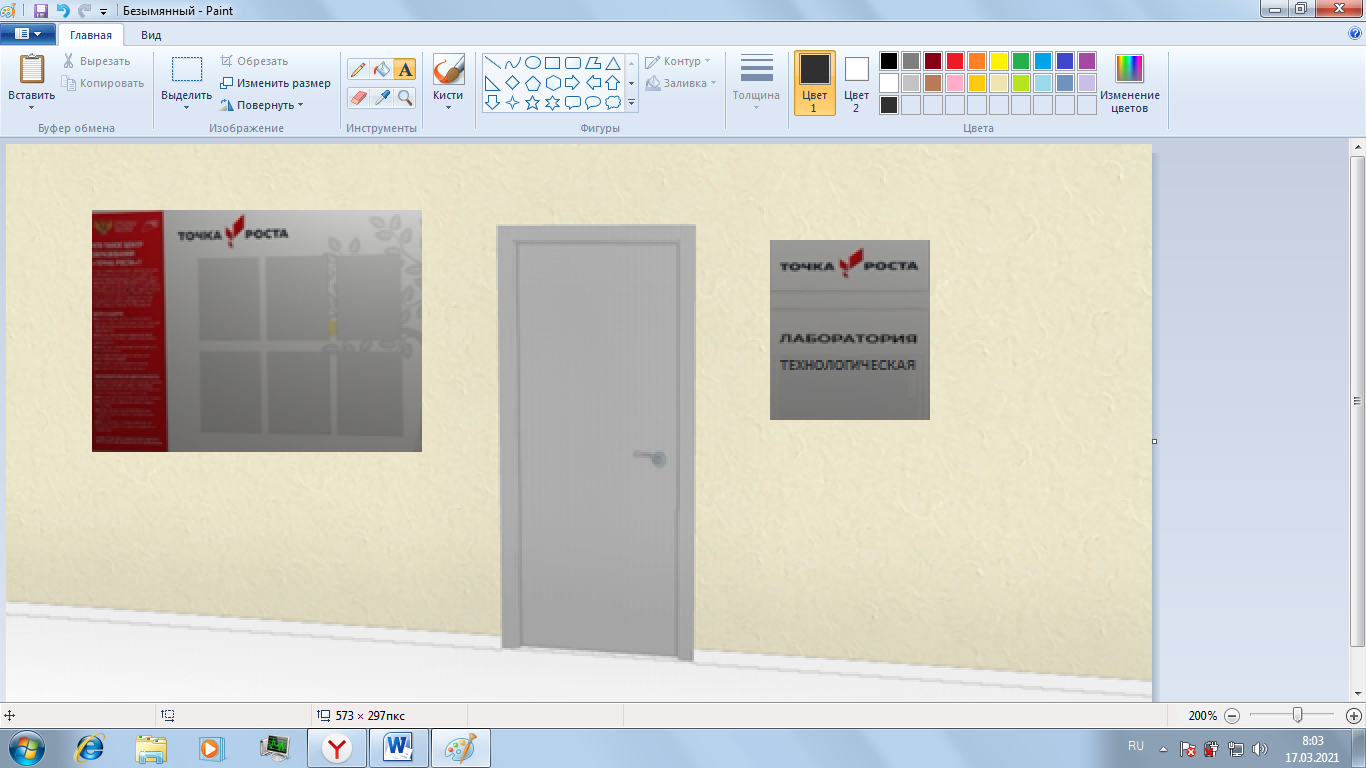 Безымянный - Paint
Главная Вид
Вставить
Вырезать
Копировать
Буфер обмена
Выделить
Обрезать
Изменить размер
Повернуть
Изображение
Инструменты
Кисти
Контур
Заливка
Фигуры
Толщина
Цвет 1
Цвет 2
Изменение цветов
Цвета
ТОЧКА РОСТА
ТОЧКА РОСТА
ЛАБОРАТОРИЯ
ТЕХНОЛОГИЧЕСКАЯ
573 × 297пкс
200%
RU
8:03
17.03.2021